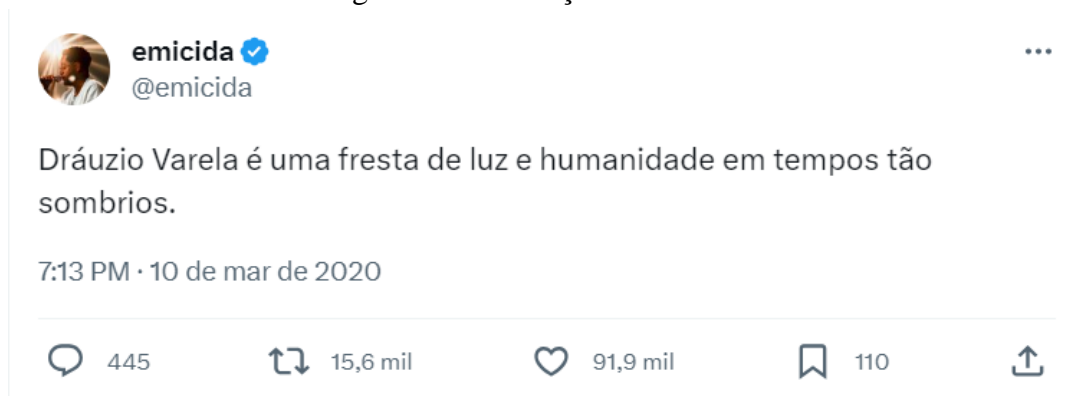 emicida
@emicida
Dráuzio Varela é uma fresta de luz e humanidade em tempos tão
sombrios.
7:13 PM · 10 de mar de 2020
445 15,6 mil 91,9 mil 110